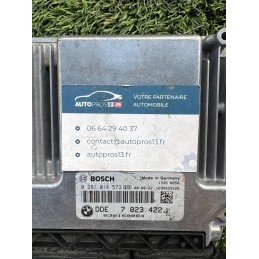 AUTOPROS13.FR
VOTRE PARTENAIRE
AUTOMOBILE
06 64 29 40 37
contact@autopros13.fr
autopros13.fr
BOSCH
Made in Germany
0 281 014 573
DDE 7 823.422